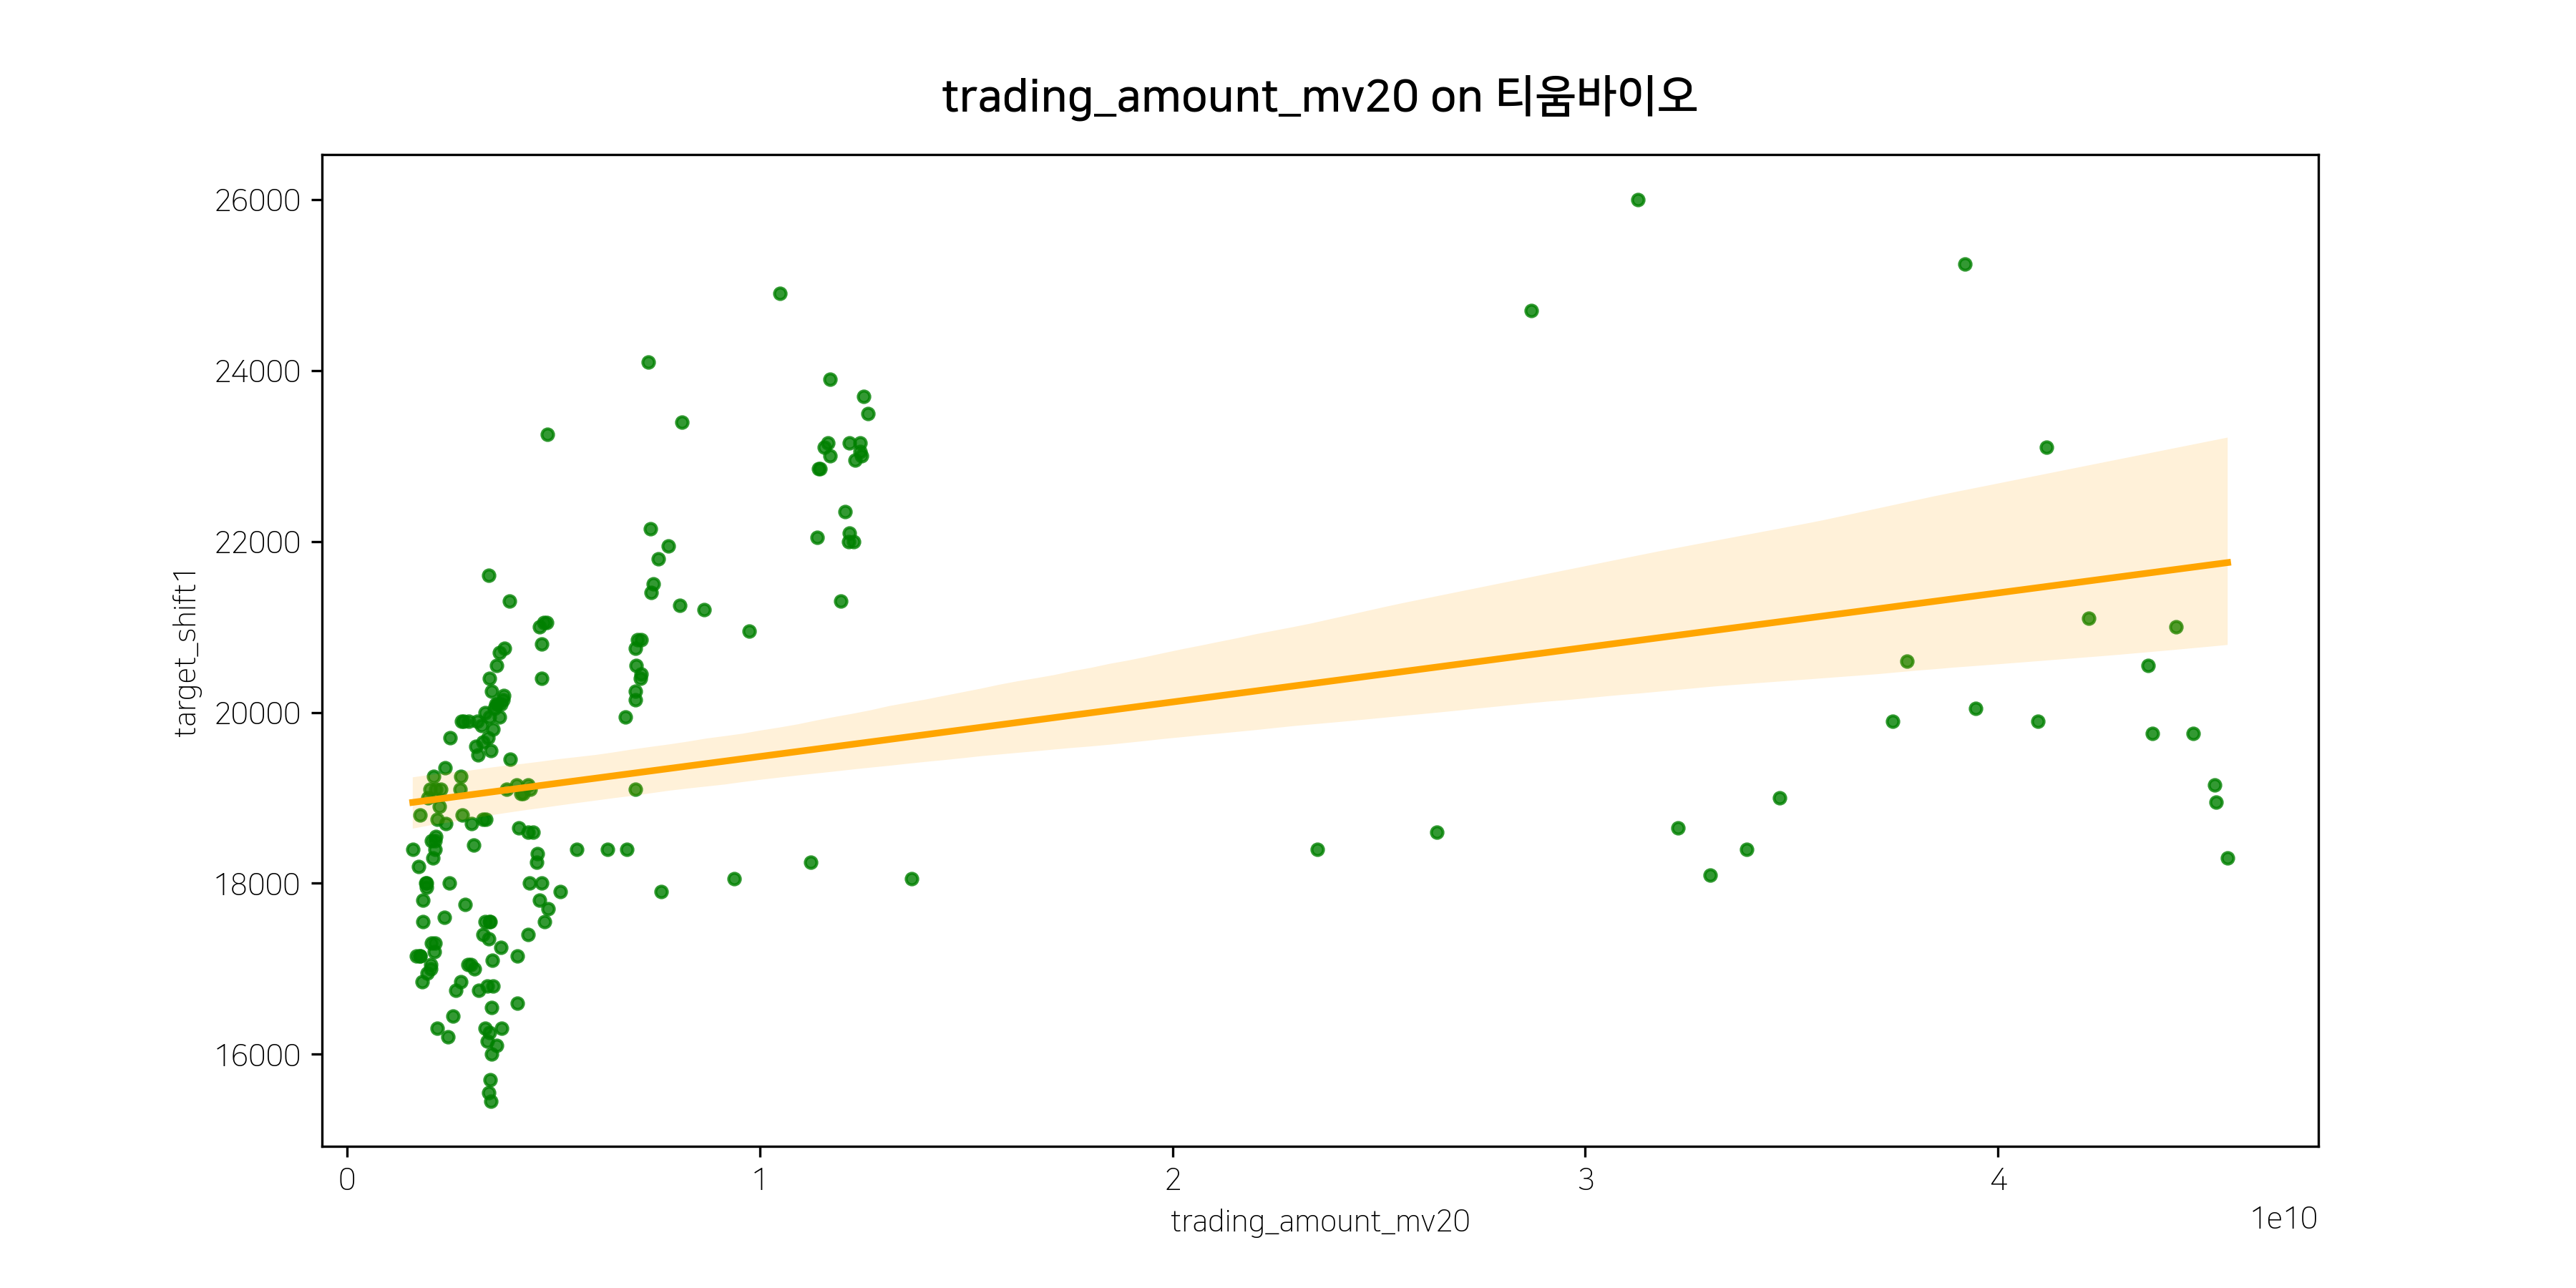 trading_amount_mv20 on 티움바이오
26000
24000
22000
20000
18000
16000
target_shift1
0 1 2 3 4
trading_amount_mv20
1e10